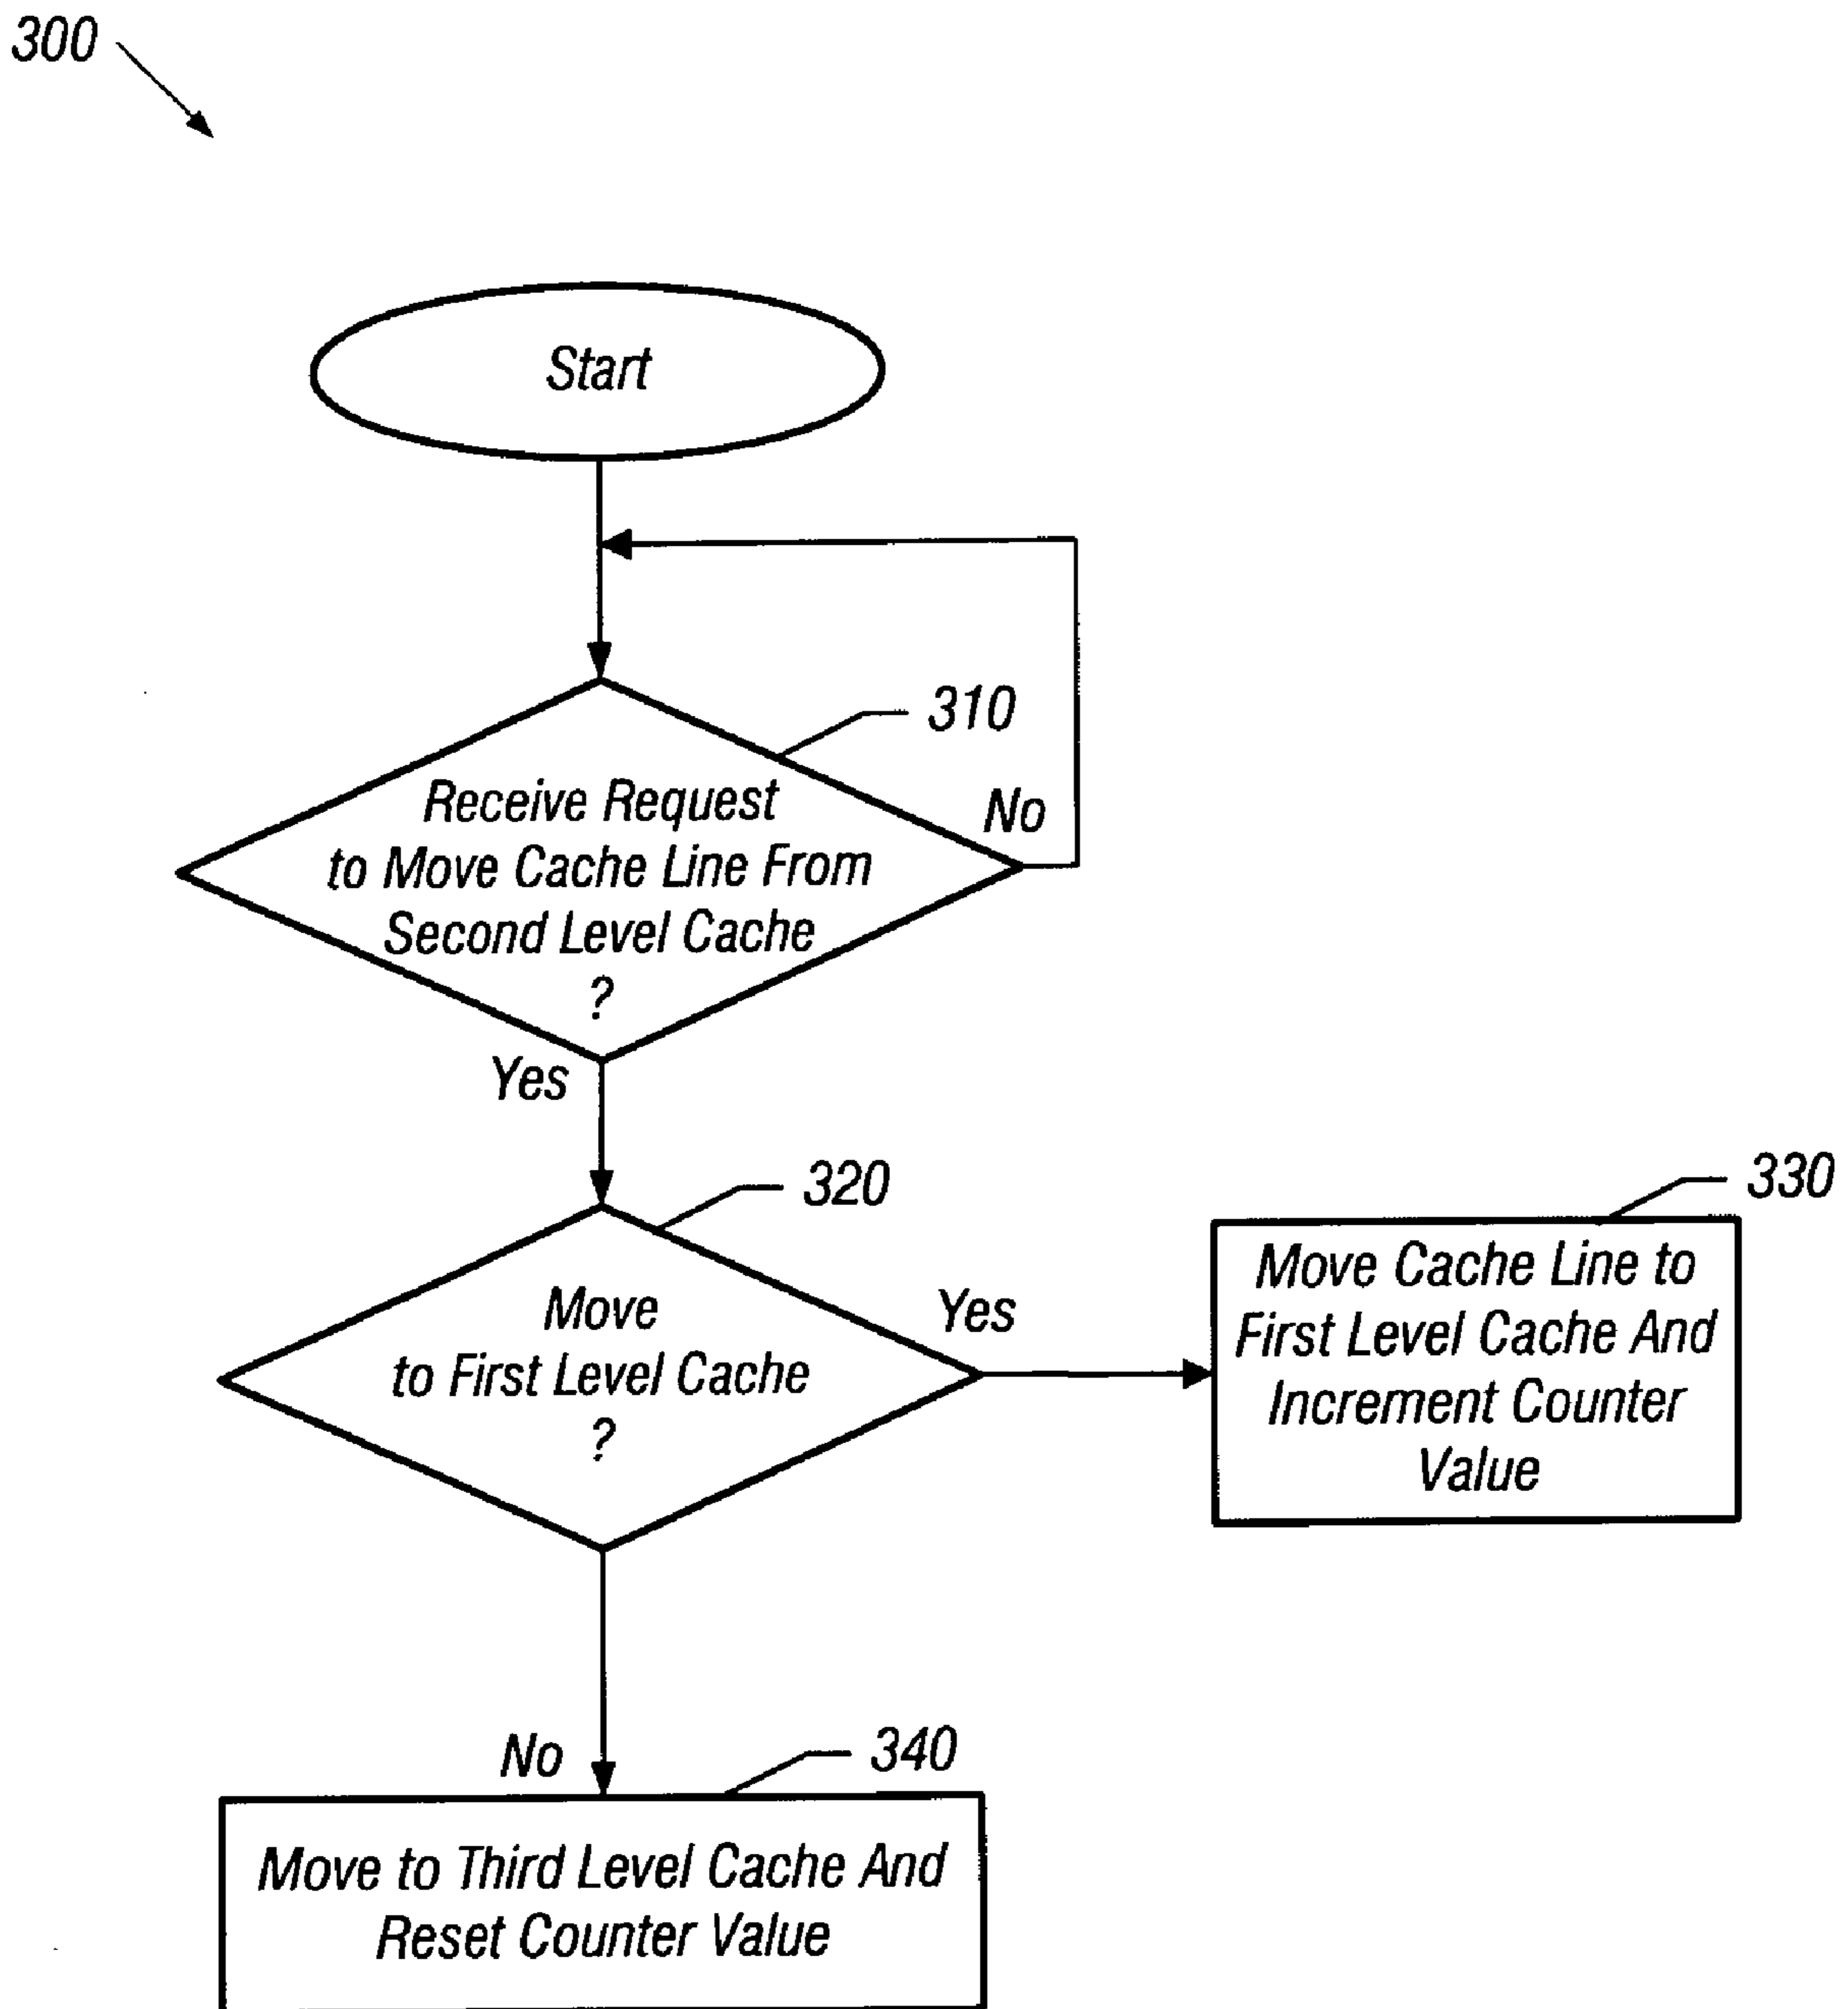 300
Start
310
Receive Request
to Move Cache Line From
Second Level Cache
?
No
Yes
320
Move
to First Level Cache
?
Yes
330
Move Cache Line to
First Level Cache And
Increment Counter
Value
No
340
Move to Third Level Cache And
Reset Counter Value